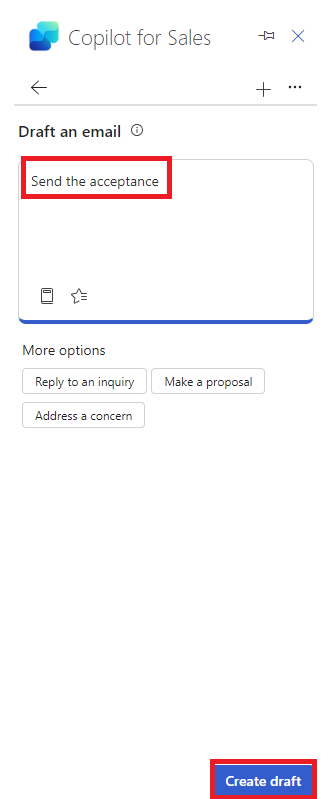 Copilot for Sales
Draft an email
Send the acceptance
More options
Reply to an inquiry
Make a proposal
Address a concern
Create draft